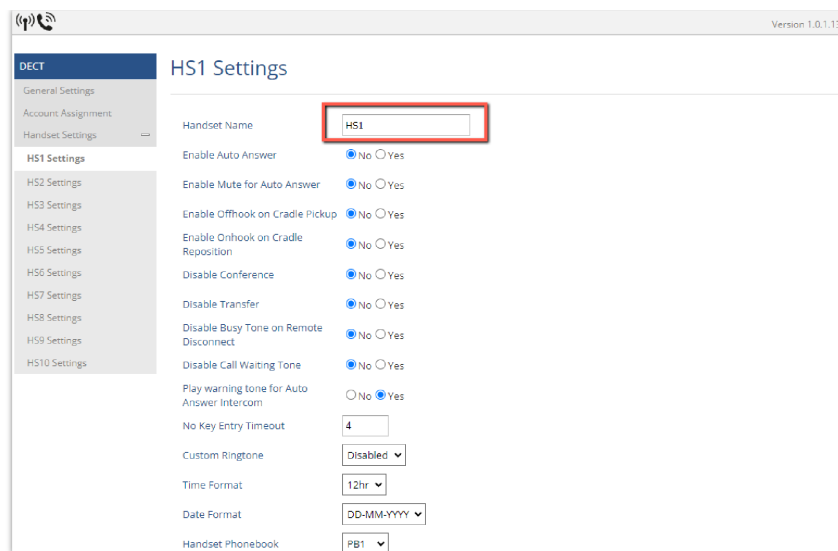 Version 1.0.1.13
DECT
General Settings
Account Assignment
Handset Settings
HS1 Settings
HS2 Settings
HS3 Settings
HS4 Settings
HS5 Settings
HS6 Settings
HS7 Settings
HS8 Settings
HS9 Settings
HS10 Settings
HS1 Settings
Handset Name HS1
Enable Auto Answer No Yes
Enable Mute for Auto Answer No Yes
Enable Offhook on Cradle Pickup No Yes
Enable Onhook on Cradle
Reposition No Yes
Disable Conference No Yes
Disable Transfer No Yes
Disable Busy Tone on Remote
Disconnect No Yes
Disable Call Waiting Tone No Yes
Play warning tone for Auto
Answer Intercom No Yes
No Key Entry Timeout 4
Custom Ringtone Disabled
Time Format 12hr
Date Format DD-MM-YYYY
Handset Phonebook PB1